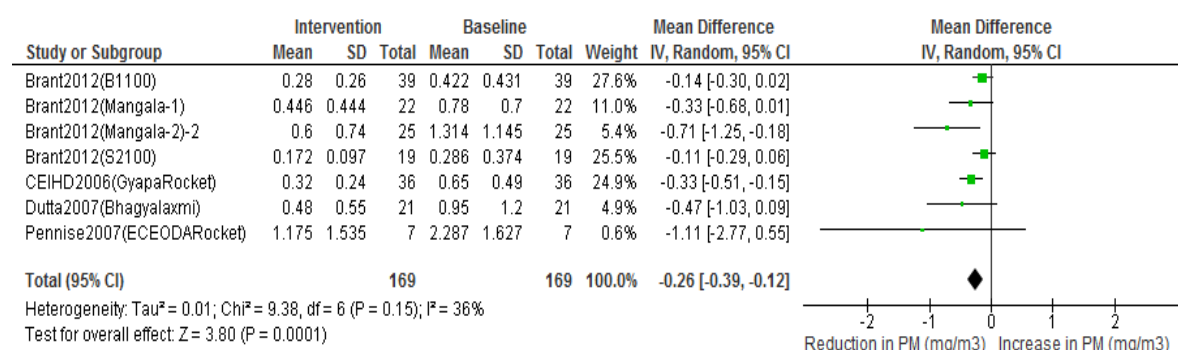 Intervention Baseline Mean Difference Mean Difference
Study or Subgroup Mean SD Total Mean SD Total Weight IV, Random, 95% CI IV, Random, 95% CI
Brant2012(B1100) 0.28 0.26 39 0.422 0.431 39 27.6% -0.14 [-0.30, 0.02]
Brant2012(Mangala-1) 0.446 0.444 22 0.78 0.7 22 11.0% -0.33 [-0.68, 0.01]
Brant2012(Mangala-2)-2 0.6 0.74 25 1.314 1.145 25 5.4% -0.71 [-1.25, -0.18]
Brant2012(S2100) 0.172 0.097 19 0.286 0.374 19 25.5% -0.11 [-0.29, 0.06]
CEIHD2006(GyapaRocket) 0.32 0.24 36 0.65 0.49 36 24.9% -0.33 [-0.51, -0.15]
Dutta2007(Bhagyalaxmi) 0.48 0.55 21 0.95 1.2 21 4.9% -0.47 [-1.03, 0.09]
Pennise2007(ECEODARocket) 1.175 1.535 7 2.287 1.627 7 0.6% -1.11 [-2.77, 0.55]
Total (95% CI) 169 169 100.0% -0.26 [-0.39, -0.12]
Heterogeneity: Tau² = 0.01; Chi² = 9.38, df = 6 (P = 0.15); I² = 36%
Test for overall effect: Z = 3.80 (P = 0.0001)
-2 -1 0 1 2
Reduction in PM (mg/m3) Increase in PM (mg/m3)